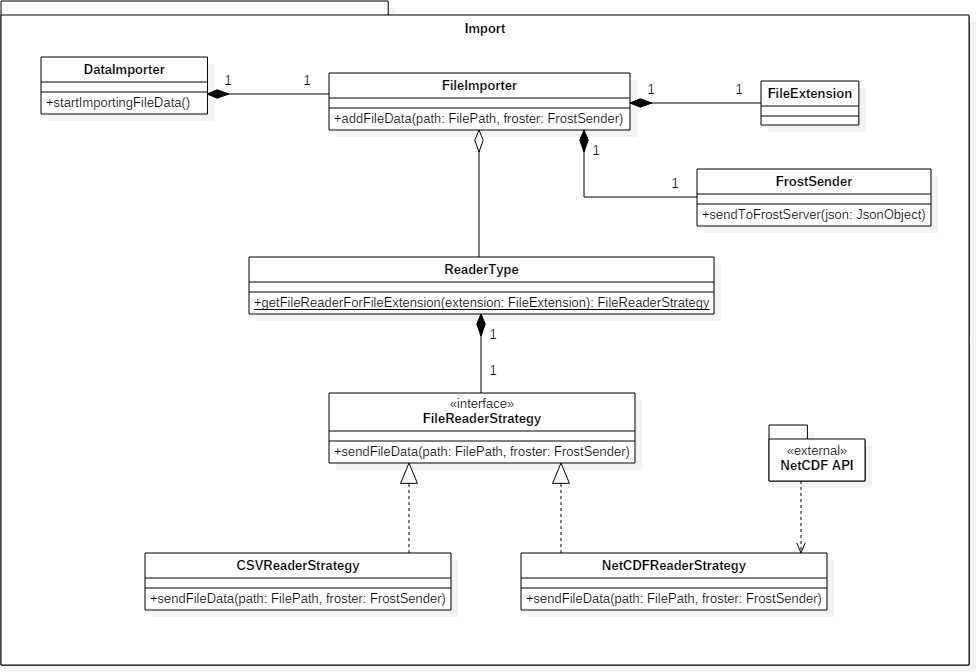 Import
DataImporter
+startImportingFileData()
1
1
FileImporter
+addFileData(path: FilePath, froster: FrostSender)
1
1
FileExtension
1
1
FrostSender
+sendToFrostServer(json: JsonObject)
ReaderType
+getFileReaderForFileExtension(extension: FileExtension): FileReaderStrategy
1
1
«interface»
FileReaderStrategy
+sendFileData(path: FilePath, froster: FrostSender)
«external»
NetCDF API
CSVReaderStrategy
+sendFileData(path: FilePath, froster: FrostSender)
NetCDFReaderStrategy
+sendFileData(path: FilePath, froster: FrostSender)